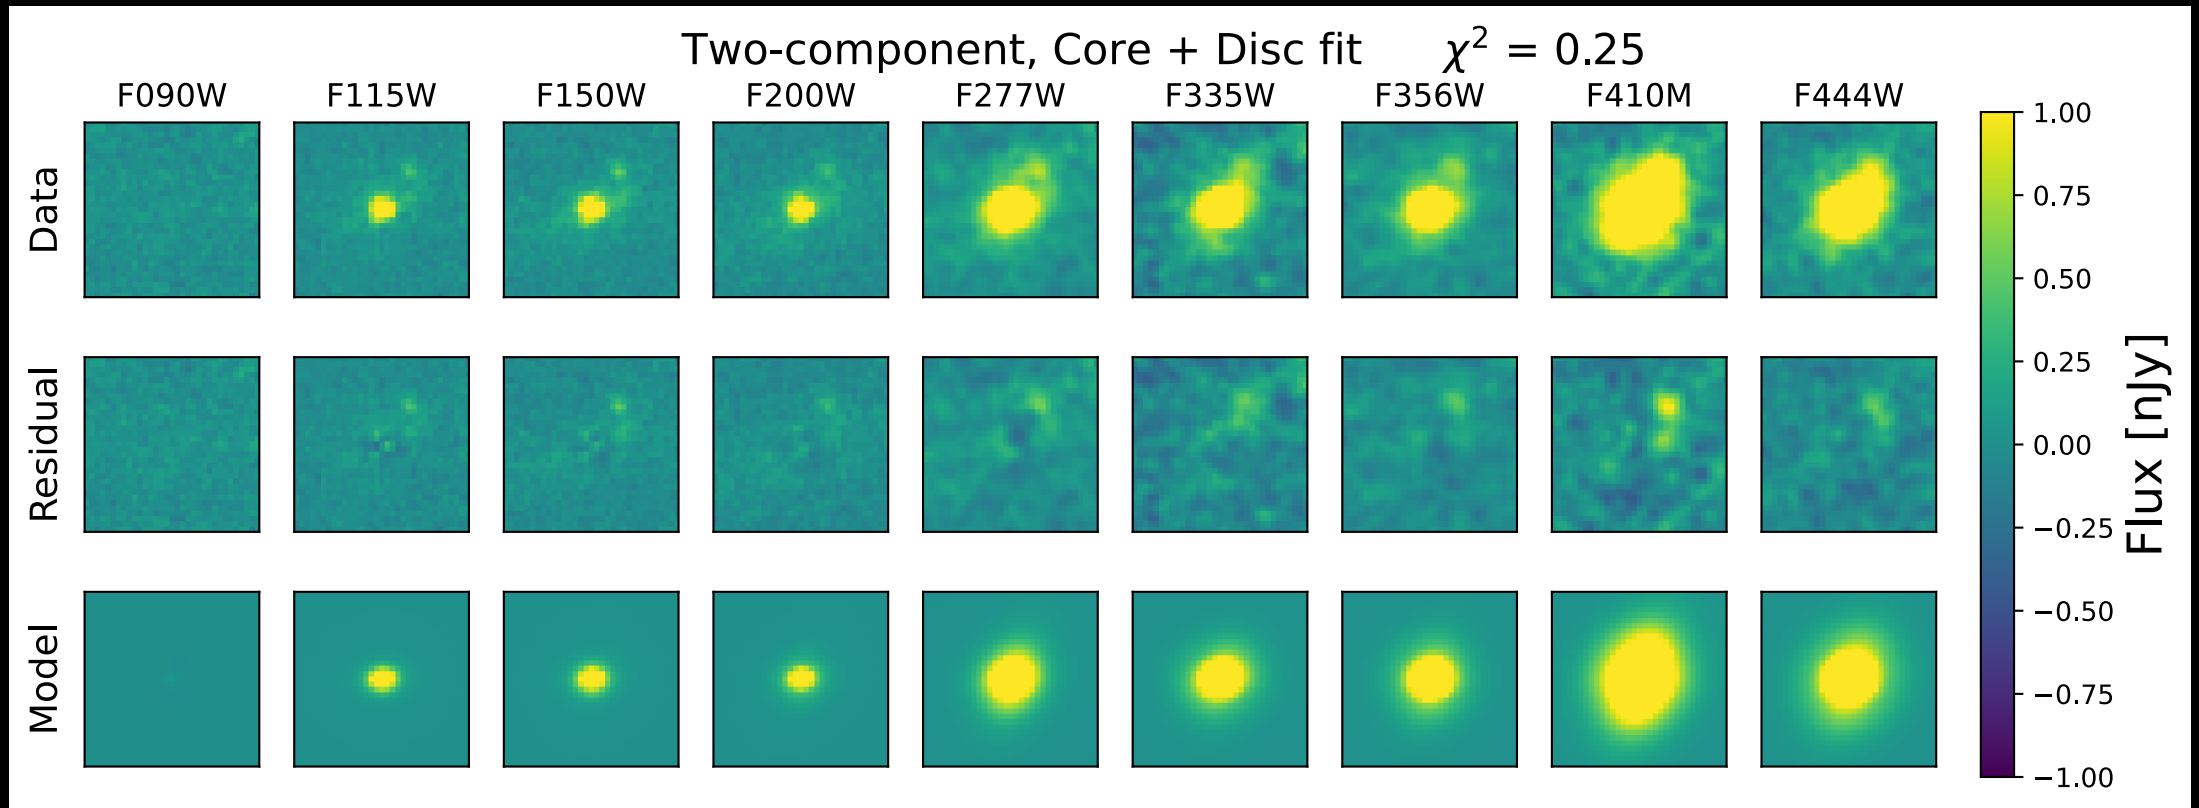 Two-component, Core + Disc fit χ² = 0.25
F090W F115W F150W F200W F277W F335W F356W F410M F444W
Data
Residual
Model
1.00
0.75
0.50
0.25
0.00
−0.25
−0.50
−0.75
−1.00
Flux [nJy]